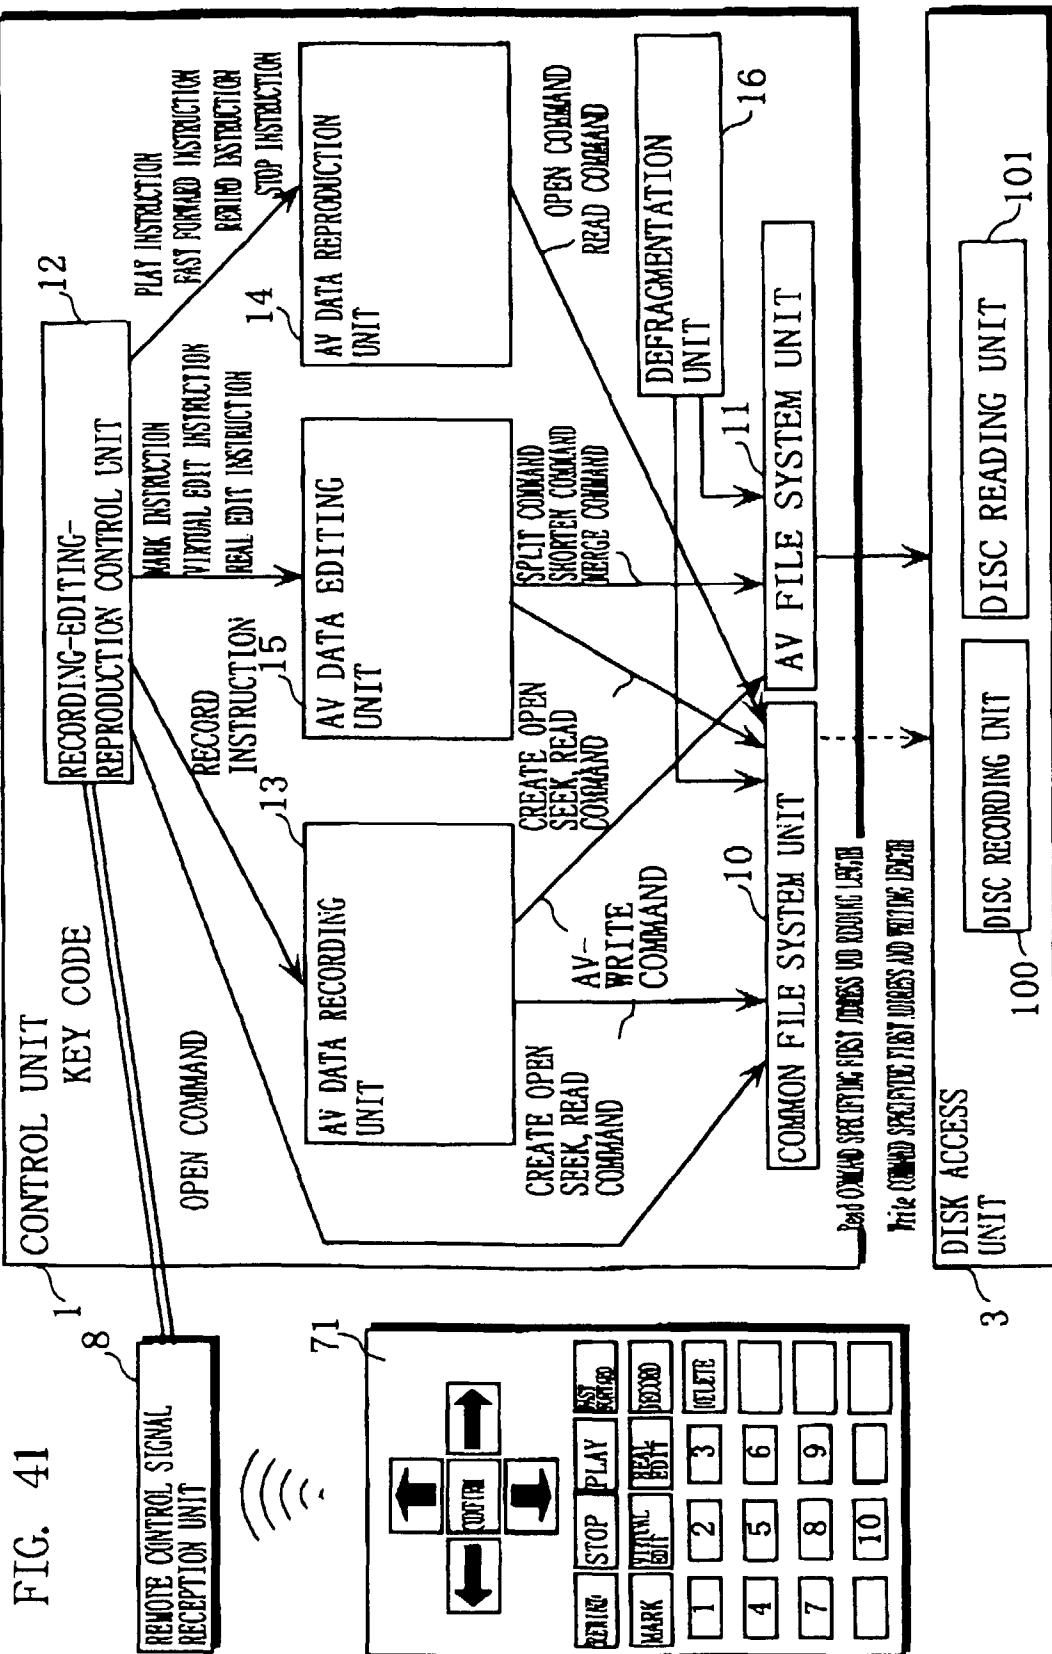 FIG. 41
REMOTE CONTROL SIGNAL
RECEPTION UNIT
8
71
CONFIRM
REWIND
STOP
PLAY
FAST
FORWARD
MARK
VIRTUAL
EDIT
REAL
EDIT
RECORD
1
2
3
DELETE
4
5
6
7
8
9
10
1
CONTROL UNIT
KEY CODE
12
RECORDING-EDITING-
REPRODUCTION CONTROL UNIT
OPEN COMMAND
RECORD
INSTRUCTION
MARK INSTRUCTION
VIRTUAL EDIT INSTRUCTION
REAL EDIT INSTRUCTION
PLAY INSTRUCTION
FAST FORWARD INSTRUCTION
REWIND INSTRUCTION
STOP INSTRUCTION
13
AV DATA RECORDING
UNIT
15
AV DATA EDITING
UNIT
14
AV DATA REPRODUCTION
UNIT
CREATE OPEN
SEEK, READ
COMMAND
AV-
WRITE
COMMAND
CREATE OPEN
SEEK, READ
COMMAND
SPLIT COMMAND
SHORTEN COMMAND
MERGE COMMAND
OPEN COMMAND
READ COMMAND
DEFRAGMENTATION
UNIT
16
10
COMMON FILE SYSTEM UNIT
11
AV FILE SYSTEM UNIT
Read COMMAND SPECIFYING FIRST ADDRESS AND READING LENGTH
Write COMMAND SPECIFYING FIRST ADDRESS AND WRITING LENGTH
3
DISK ACCESS
UNIT
100
DISC RECORDING UNIT
DISC READING UNIT
101